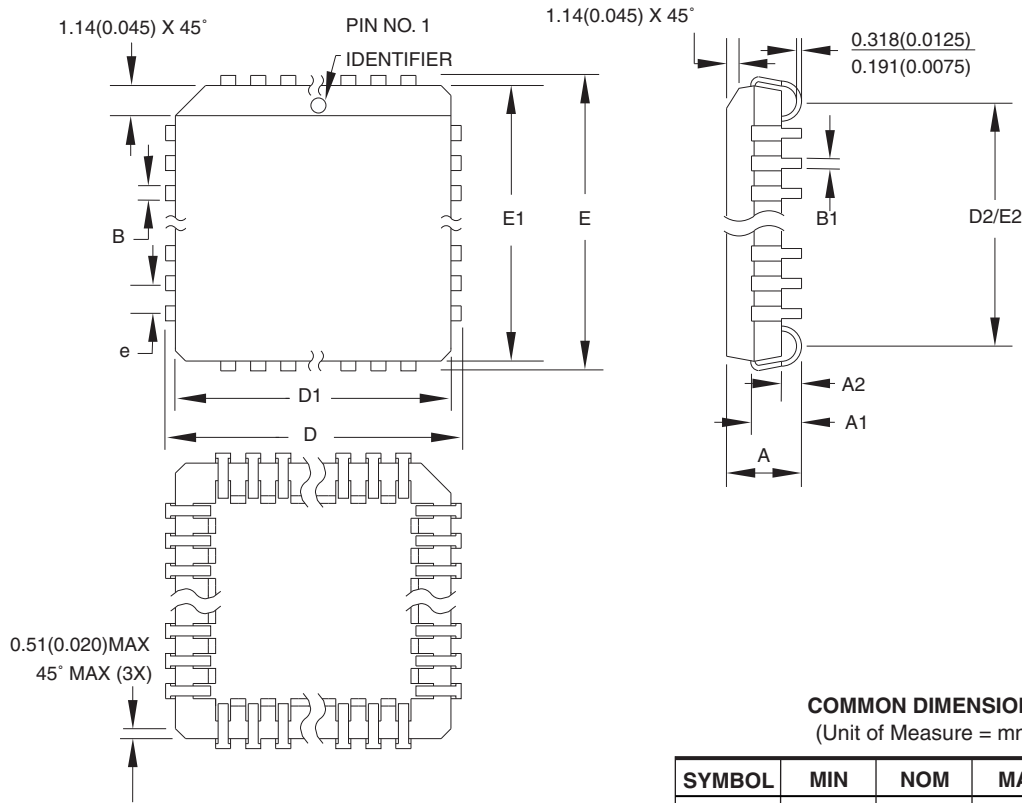 1.14(0.045) X 45˚
PIN NO. 1
IDENTIFIER
1.14(0.045) X 45˚
0.318(0.0125)
0.191(0.0075)
E1
E
B
e
B1
D2/E2
D1
D
A2
A1
A
0.51(0.020)MAX
45˚ MAX (3X)
COMMON DIMENSION
(Unit of Measure = mm
SYMBOL MIN NOM MA